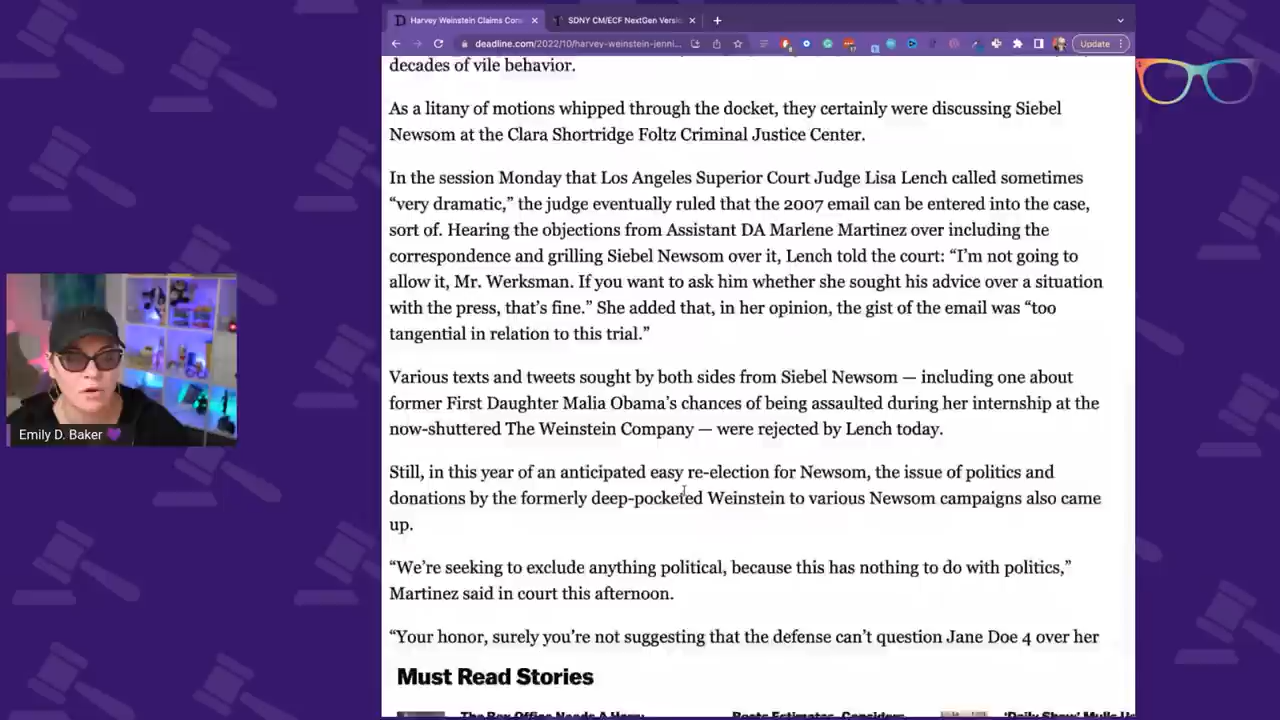 Harvey Weinstein Claims Cons
SDNY CM/ECF NextGen Versio
deadline.com/2022/10/harvey-weinstein-jenni...
Update
decades of vile behavior.
As a litany of motions whipped through the docket, they certainly were discussing Siebel
Newsom at the Clara Shortridge Foltz Criminal Justice Center.
In the session Monday that Los Angeles Superior Court Judge Lisa Lench called sometimes
“very dramatic,” the judge eventually ruled that the 2007 email can be entered into the case,
sort of. Hearing the objections from Assistant DA Marlene Martinez over including the
correspondence and grilling Siebel Newsom over it, Lench told the court: “I’m not going to
allow it, Mr. Werksman. If you want to ask him whether she sought his advice over a situation
with the press, that’s fine.” She added that, in her opinion, the gist of the email was “too
tangential in relation to this trial.”
Various texts and tweets sought by both sides from Siebel Newsom — including one about
former First Daughter Malia Obama’s chances of being assaulted during her internship at the
now-shuttered The Weinstein Company — were rejected by Lench today.
Still, in this year of an anticipated easy re-election for Newsom, the issue of politics and
donations by the formerly deep-pocketed Weinstein to various Newsom campaigns also came
up.
“We’re seeking to exclude anything political, because this has nothing to do with politics,”
Martinez said in court this afternoon.
“Your honor, surely you’re not suggesting that the defense can’t question Jane Doe 4 over her
Must Read Stories
The Box Office Needs A Hero
Roots Estimator Considers
'Daily Show' Mulls
Emily D. Baker 💜